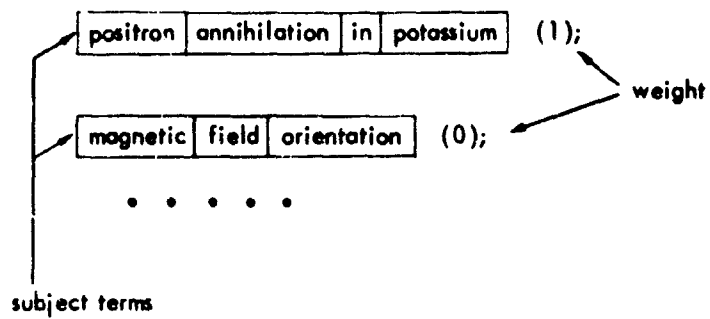 positron annihilation in potassium (1);
weight
magnetic field orientation (0);
subject terms